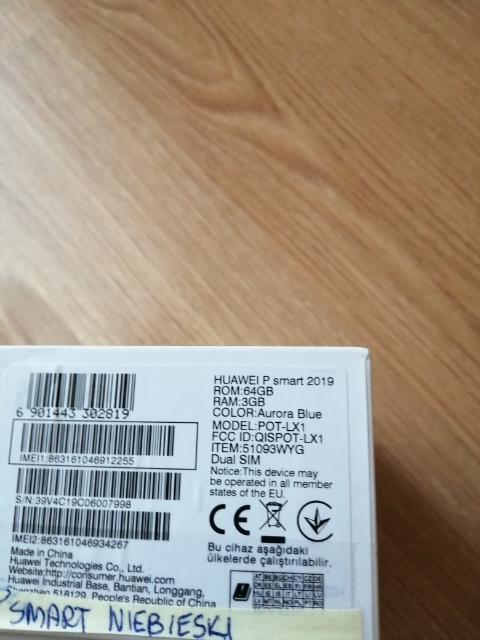 HUAWEI P smart 2019
ROM:64GB
RAM:3GB
COLOR:Aurora Blue
MODEL:POT-LX1
FCC ID:QISPOT-LX1
ITEM:51093WYG
Dual SIM
Notice:This device may
be operated in all member
states of the EU.
CE
Bu cihaz aşağıdaki
ülkelerde çalıştırılabilir.
6 901443 302819
IMEI1:863161046912255
S/N:39V4C19C06007998
IMEI2:863161046934267
Made in China
Huawei Technologies Co., Ltd.
Website:http://consumer.huawei.com
Huawei Industrial Base, Bantian, Longgang,
Shenzhen 518129, People's Republic of China
SMART NIEBIESKI